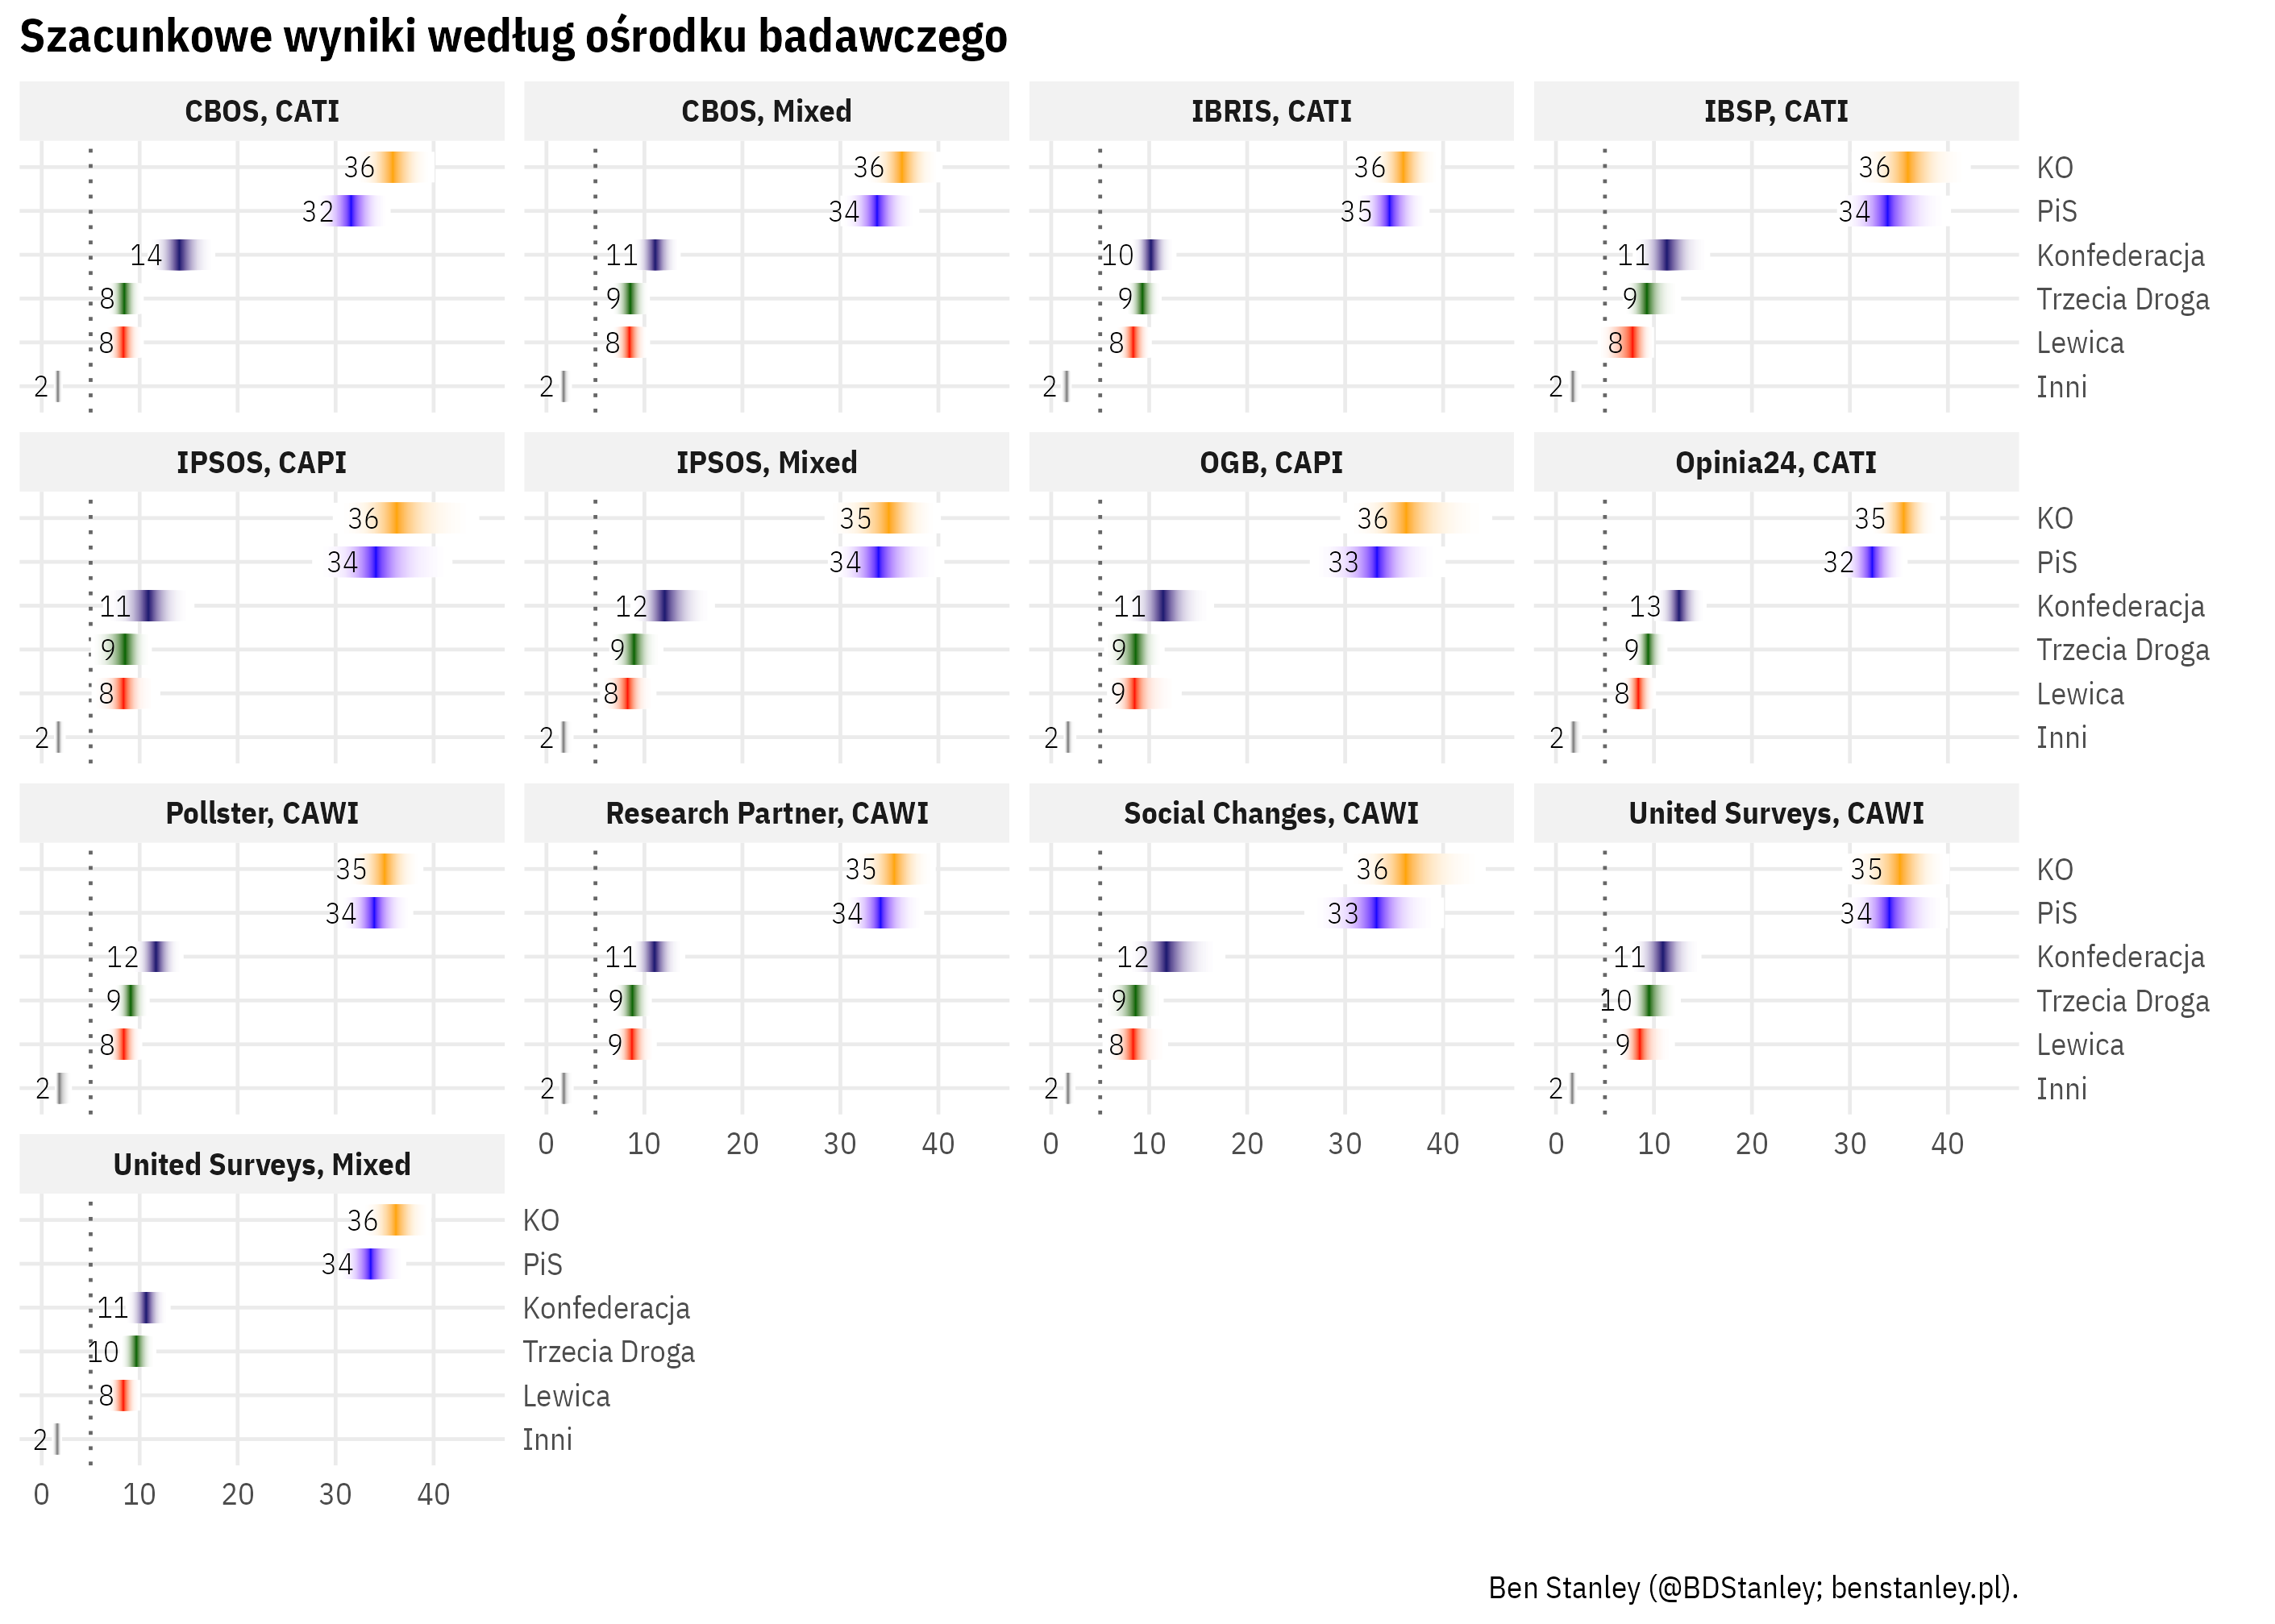 Szacunkowe wyniki według ośrodku badawczego
CBOS, CATI
CBOS, Mixed
IBRIS, CATI
IBSP, CATI
36 36 36 36 KO
32 34 35 34 PiS
14 11 10 11 Konfederacja
8 9 9 9 Trzecia Droga
8 8 8 8 Lewica
2 2 2 2 Inni
IPSOS, CAPI
IPSOS, Mixed
OGB, CAPI
Opinia24, CATI
36 35 36 35 KO
34 34 33 32 PiS
11 12 11 13 Konfederacja
9 9 9 9 Trzecia Droga
8 8 9 8 Lewica
2 2 2 2 Inni
Pollster, CAWI
Research Partner, CAWI
Social Changes, CAWI
United Surveys, CAWI
35 35 36 35 KO
34 34 33 34 PiS
12 11 12 11 Konfederacja
9 9 9 10 Trzecia Droga
8 9 8 9 Lewica
2 2 2 2 Inni
0 10 20 30 40 0 10 20 30 40 0 10 20 30 40
United Surveys, Mixed
36 KO
34 PiS
11 Konfederacja
10 Trzecia Droga
8 Lewica
2 Inni
0 10 20 30 40
Ben Stanley (@BDStanley; benstanley.pl).